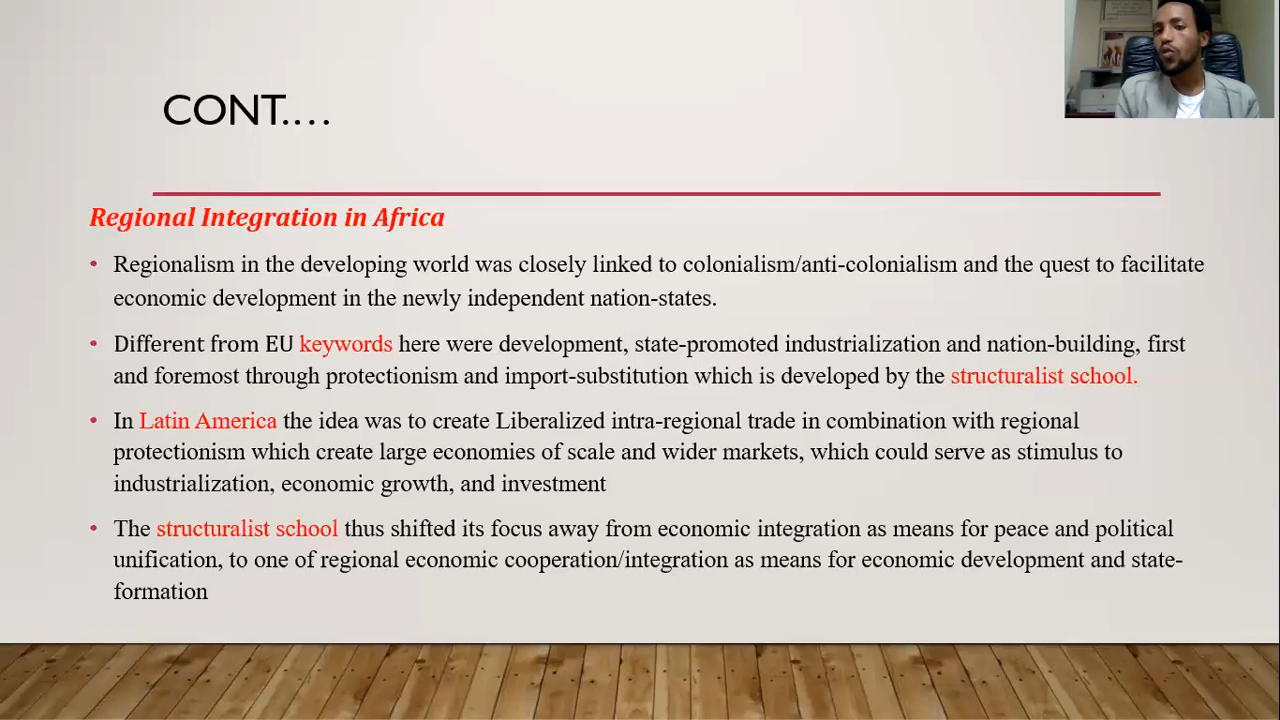 CONT.…
Regional Integration in Africa
• Regionalism in the developing world was closely linked to colonialism/anti-colonialism and the quest to facilitate
economic development in the newly independent nation-states.
• Different from EU keywords here were development, state-promoted industrialization and nation-building, first
and foremost through protectionism and import-substitution which is developed by the structuralist school.
• In Latin America the idea was to create Liberalized intra-regional trade in combination with regional
protectionism which create large economies of scale and wider markets, which could serve as stimulus to
industrialization, economic growth, and investment
• The structuralist school thus shifted its focus away from economic integration as means for peace and political
unification, to one of regional economic cooperation/integration as means for economic development and state-
formation